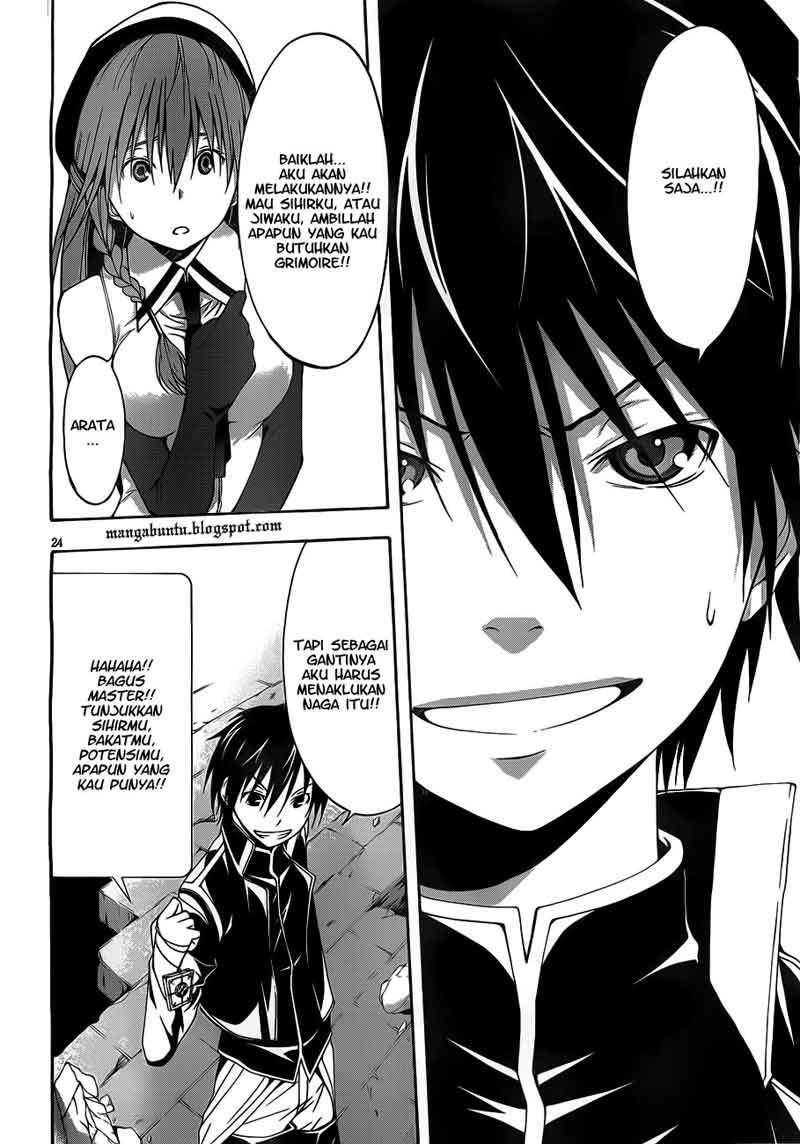 SILAHKAN
SAJA...!!
BAIKLAH...
AKU AKAN
MELAKUKANNYA!!
MAU SIHIRKU, ATAU
JIWAKU, AMBILLAH
APAPUN YANG KAU
BUTUHKAN
GRIMOIRE!!
ARATA
...
mangabuntu.blogspot.com
24
TAPI SEBAGAI
GANTINYA
AKU HARUS
MENAKLUKAN
NAGA ITU!!
HAHAHA!!
BAGUS
MASTER!!
TUNJUKKAN
SIHIRMU,
BAKATMU,
POTENSIMU,
APAPUN YANG
KAU PUNYA!!